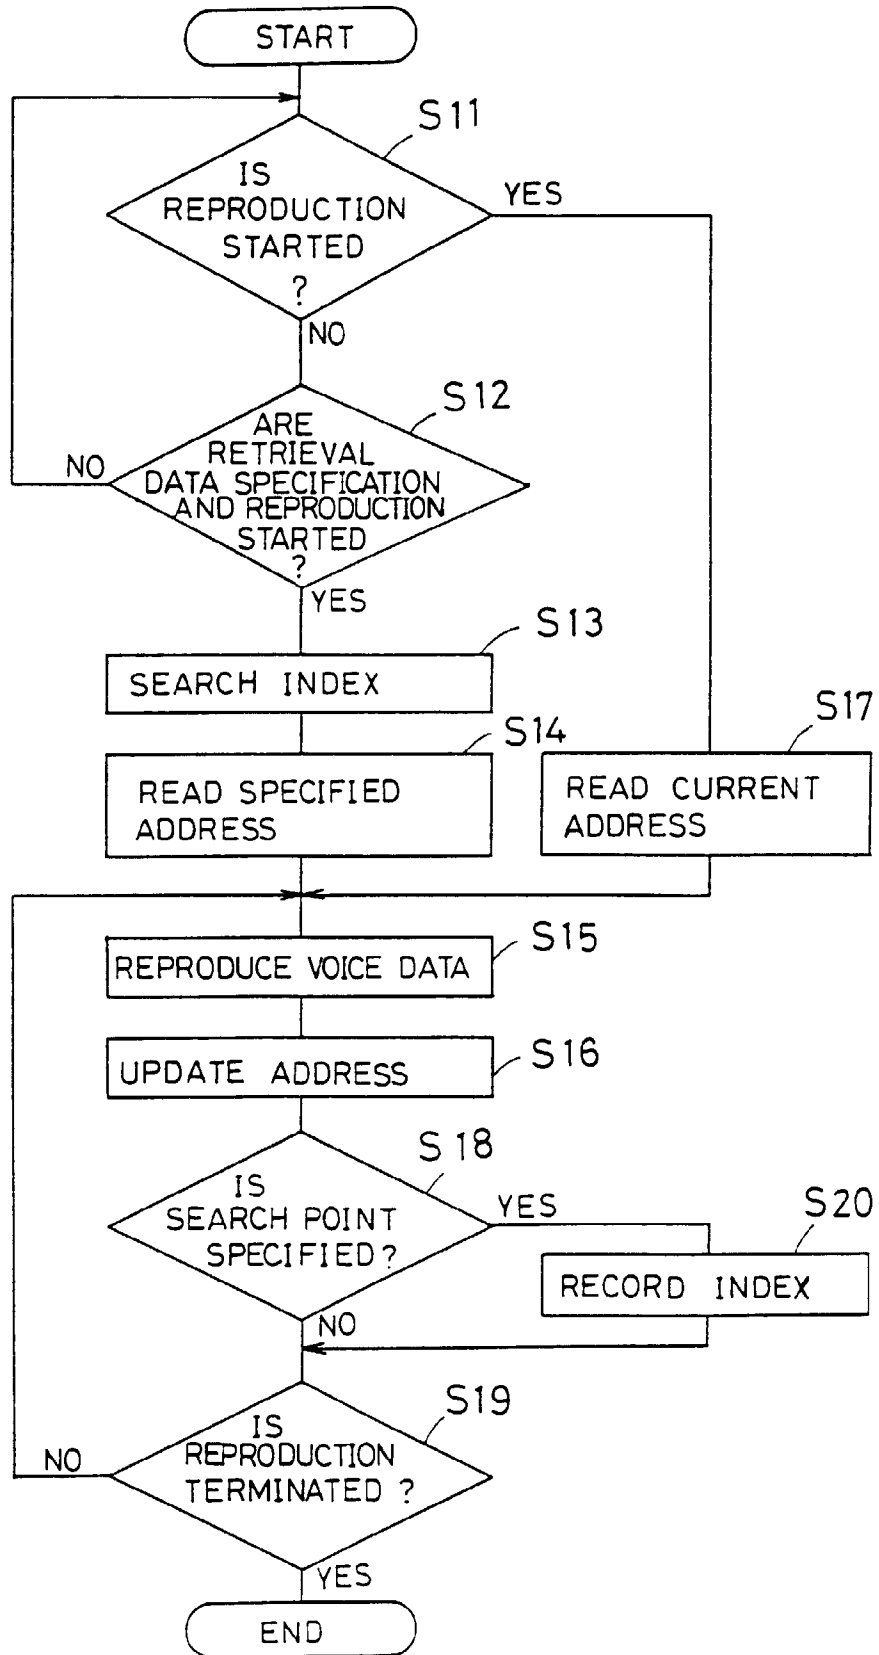 START
S11
IS
REPRODUCTION
STARTED
?
YES
NO
S12
ARE
RETRIEVAL
DATA SPECIFICATION
AND REPRODUCTION
STARTED
?
NO
YES
S13
SEARCH INDEX
S14
READ SPECIFIED
ADDRESS
S17
READ CURRENT
ADDRESS
S15
REPRODUCE VOICE DATA
S16
UPDATE ADDRESS
S18
IS
SEARCH POINT
SPECIFIED?
YES
S20
RECORD INDEX
NO
S19
IS
REPRODUCTION
TERMINATED ?
NO
YES
END